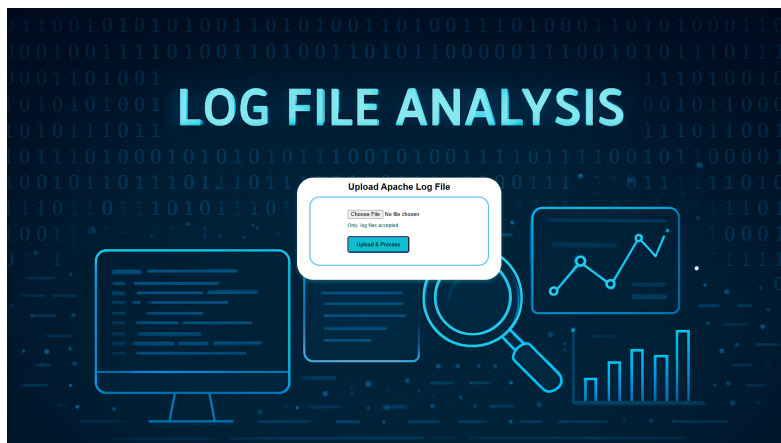 LOG FILE ANALYSIS
Upload Apache Log File
Choose File No file chosen
Only .log files accepted
Upload & Process